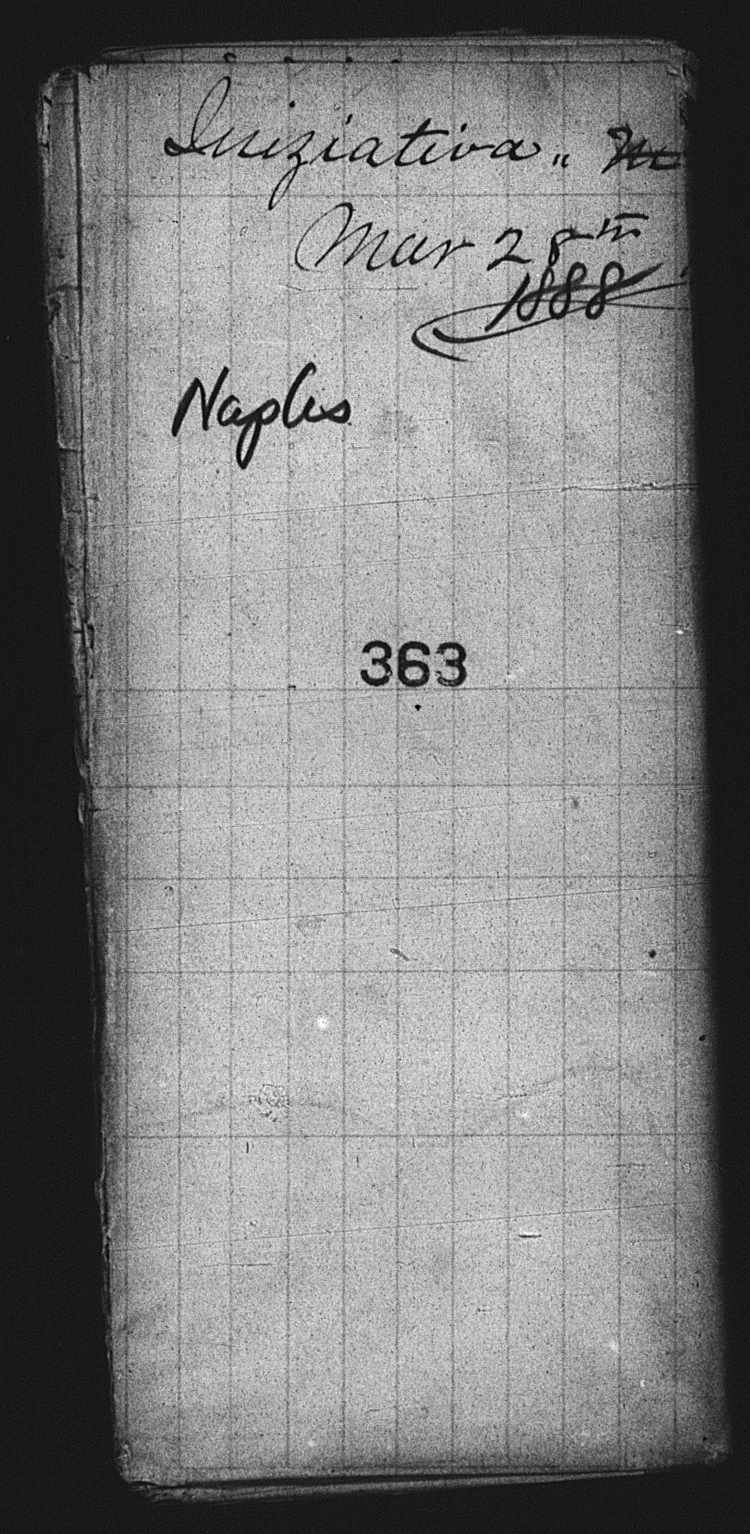 Iniziativa "
Mar 28th
1888
Naples
363